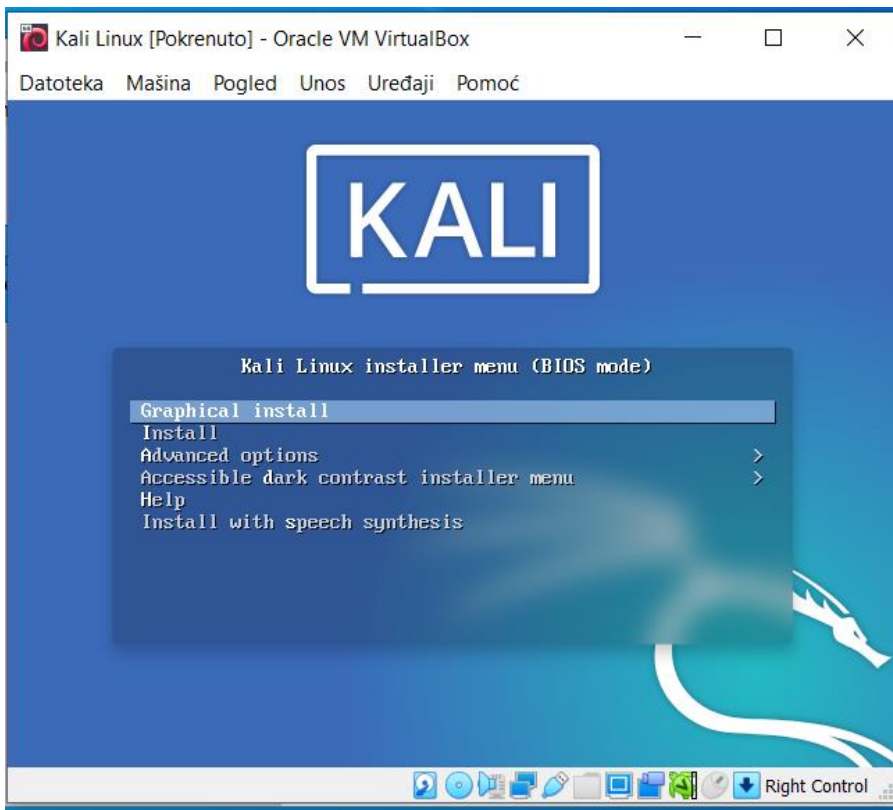 Kali Linux [Pokrenuto] - Oracle VM VirtualBox
Datoteka Mašina Pogled Unos Uređaji Pomoć
KALI
Kali Linux installer menu (BIOS mode)
Graphical install
Install
Advanced options >
Accessible dark contrast installer menu >
Help
Install with speech synthesis
Right Control